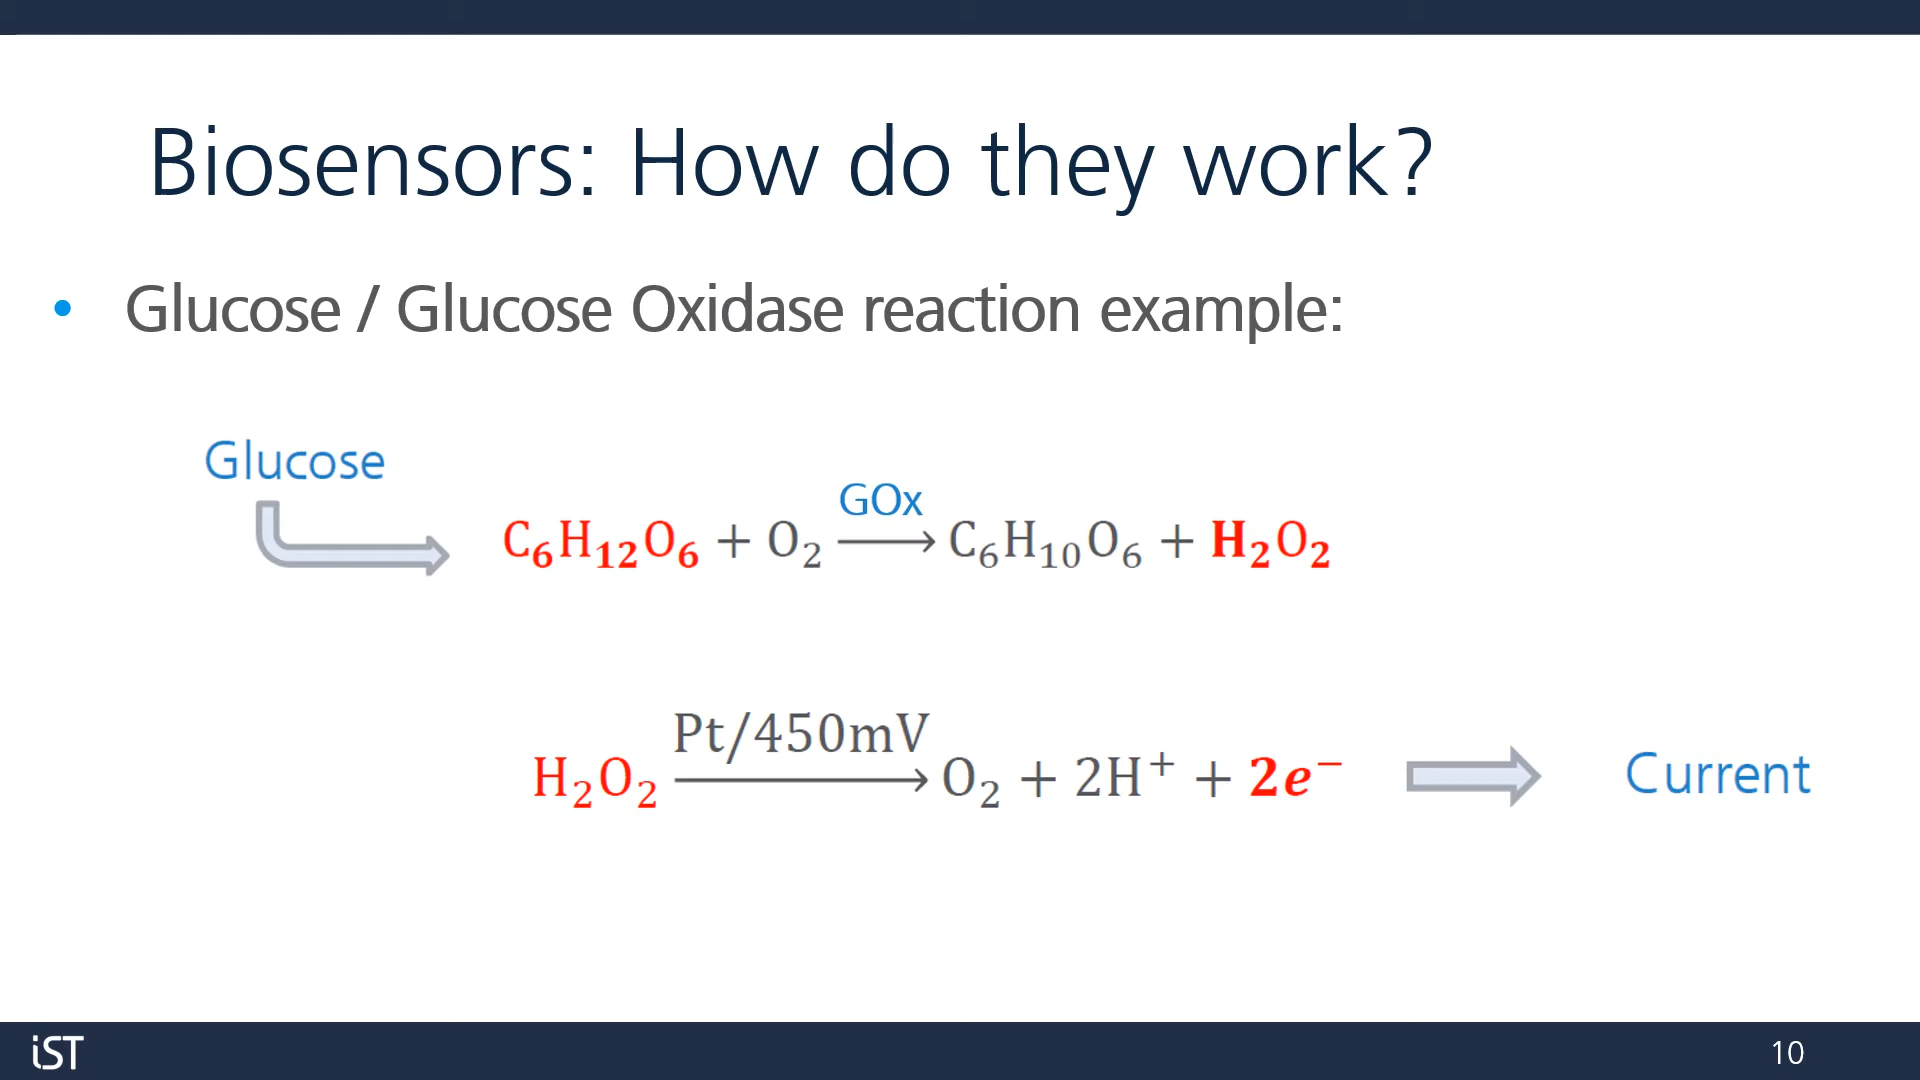 Biosensors: How do they work?
• Glucose / Glucose Oxidase reaction example:
Glucose
GOx
C₆H₁₂O₆ + O₂ ⟶ C₆H₁₀O₆ + H₂O₂
Pt/450mV
H₂O₂ ⟶ O₂ + 2H⁺ + 2e⁻
Current
iST
10